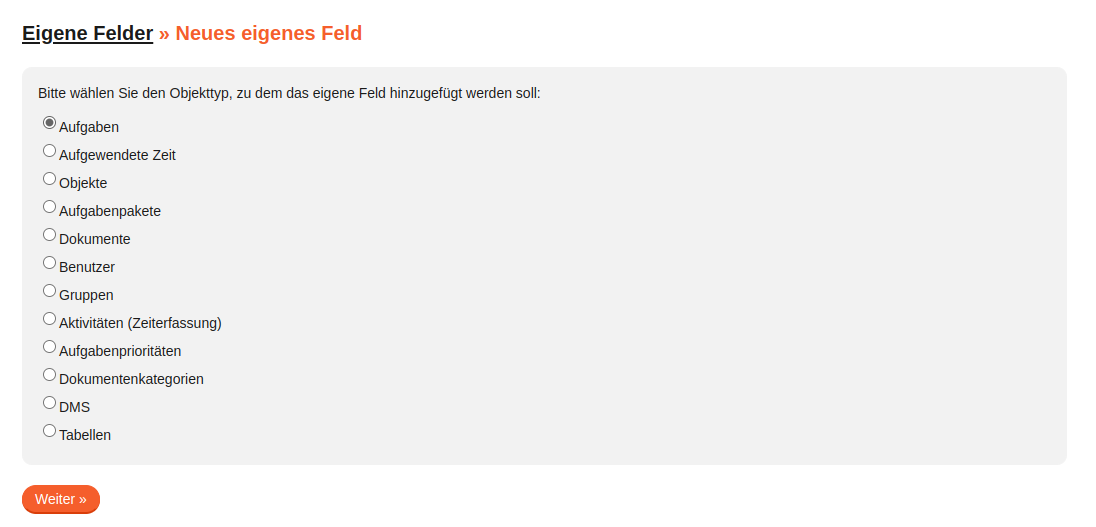 Eigene Felder » Neues eigenes Feld
Bitte wählen Sie den Objekttyp, zu dem das eigene Feld hinzugefügt werden soll:
Aufgaben
Aufgewendete Zeit
Objekte
Aufgabenpakete
Dokumente
Benutzer
Gruppen
Aktivitäten (Zeiterfassung)
Aufgabenprioritäten
Dokumentenkategorien
DMS
Tabellen
Weiter »